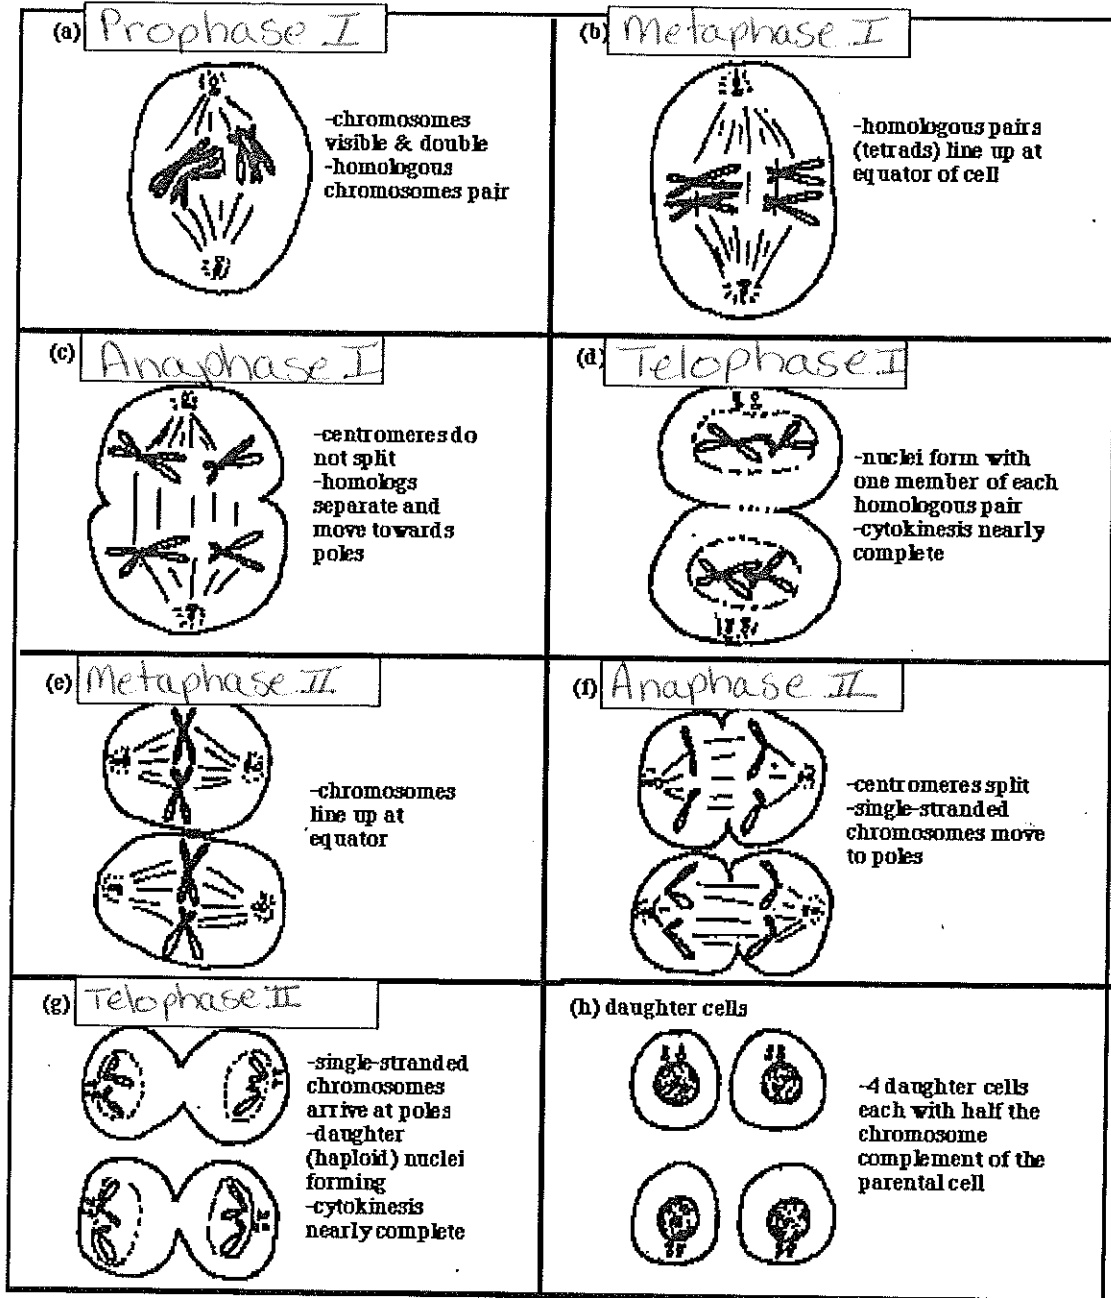 (a) Prophase I
-chromosomes
visible & double
-homologous
chromosomes pair
(b) Metaphase I
-homologous pairs
(tetrads) line up at
equator of cell
(c) Anaphase I
-centromeres do
not split
-homologs
separate and
move towards
poles
(d) Telophase I
-nuclei form with
one member of each
homologous pair
-cytokinesis nearly
complete
(e) Metaphase II
-chromosomes
line up at
equator
(f) Anaphase II
-centromeres split
-single-stranded
chromosomes move
to poles
(g) Telophase II
-single-stranded
chromosomes
arrive at poles
-daughter
(haploid) nuclei
forming
-cytokinesis
nearly complete
(h) daughter cells
-4 daughter cells
each with half the
chromosome
complement of the
parental cell